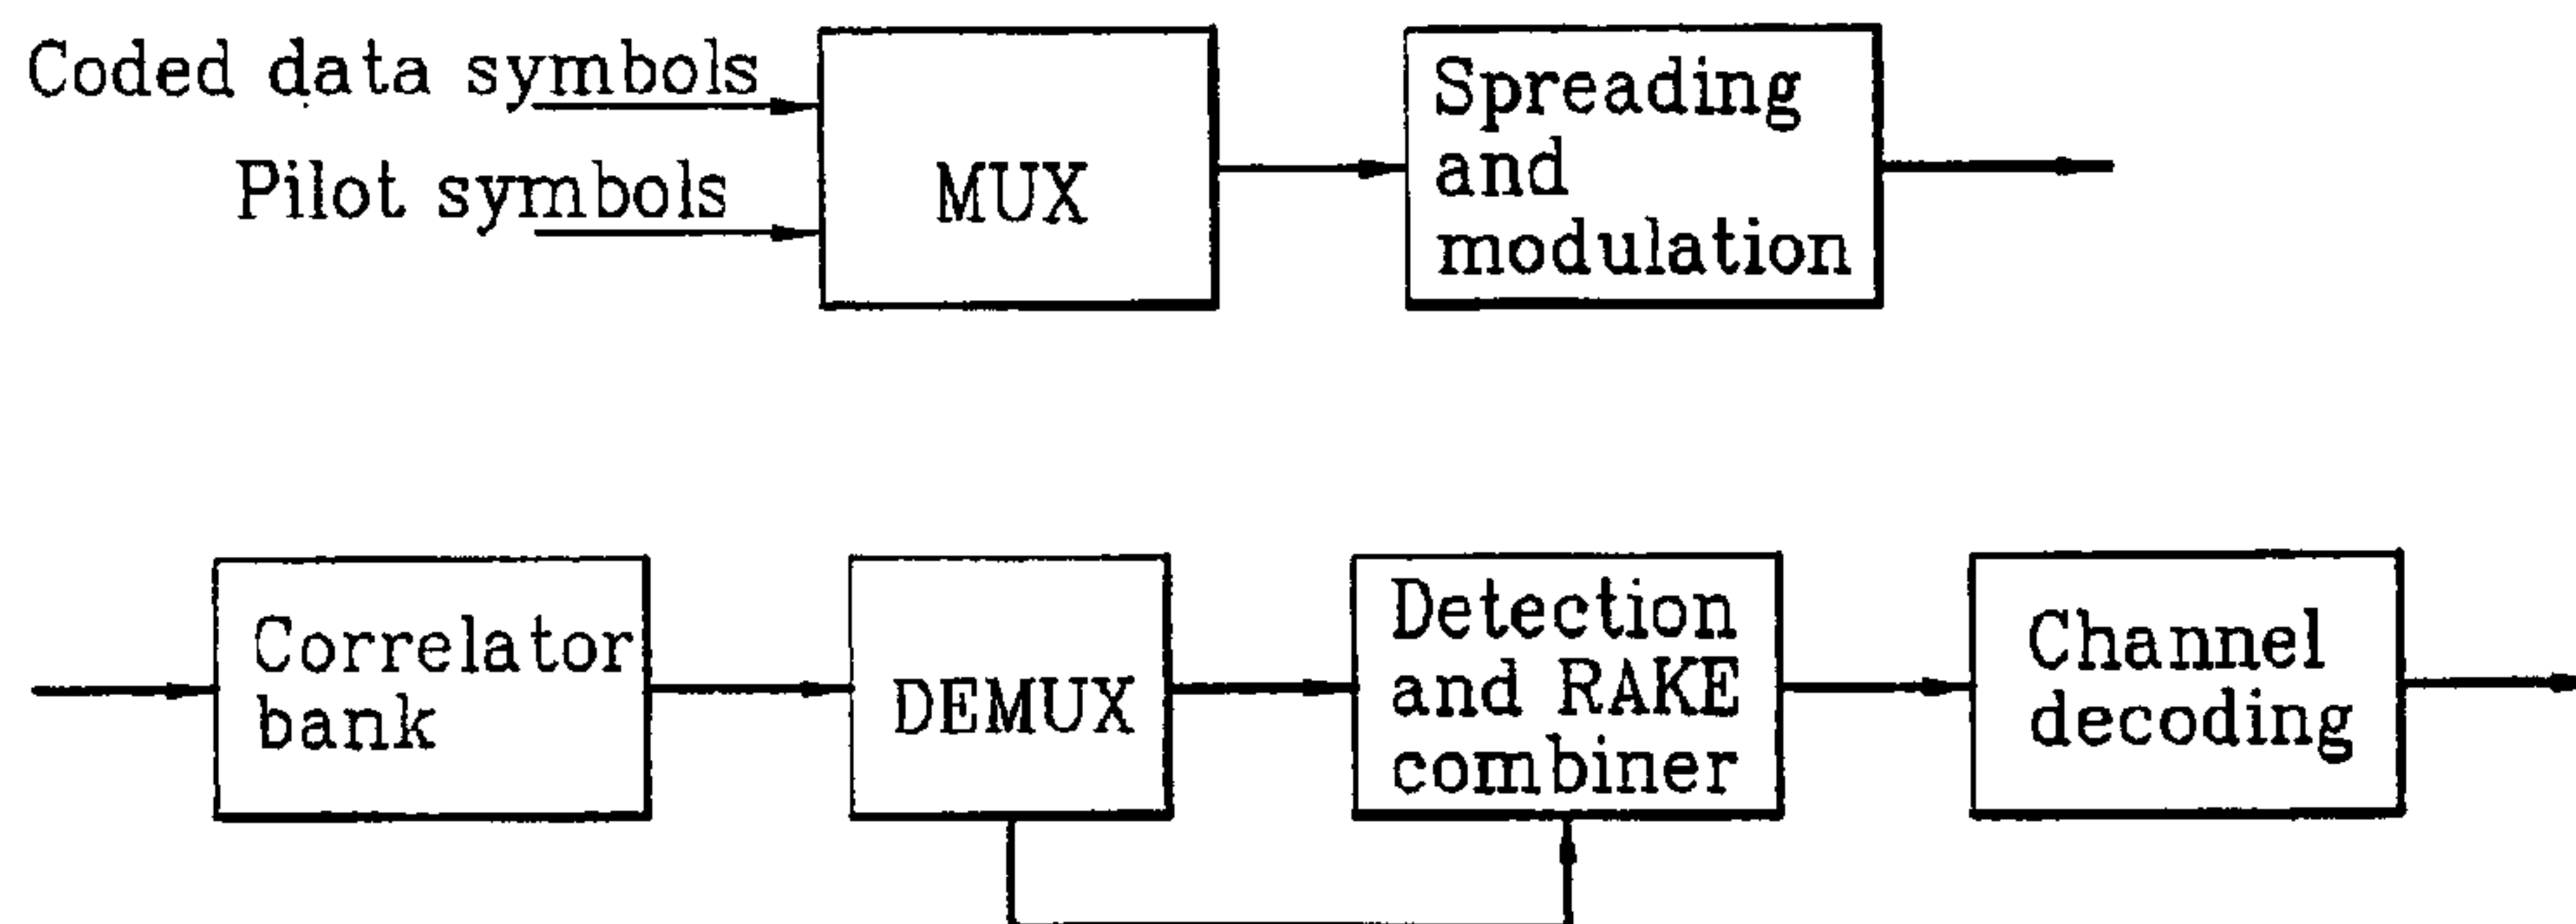 Coded data symbols
Pilot symbols
MUX
Spreading
and
modulation
Correlator
bank
DEMUX
Detection
and RAKE
combiner
Channel
decoding